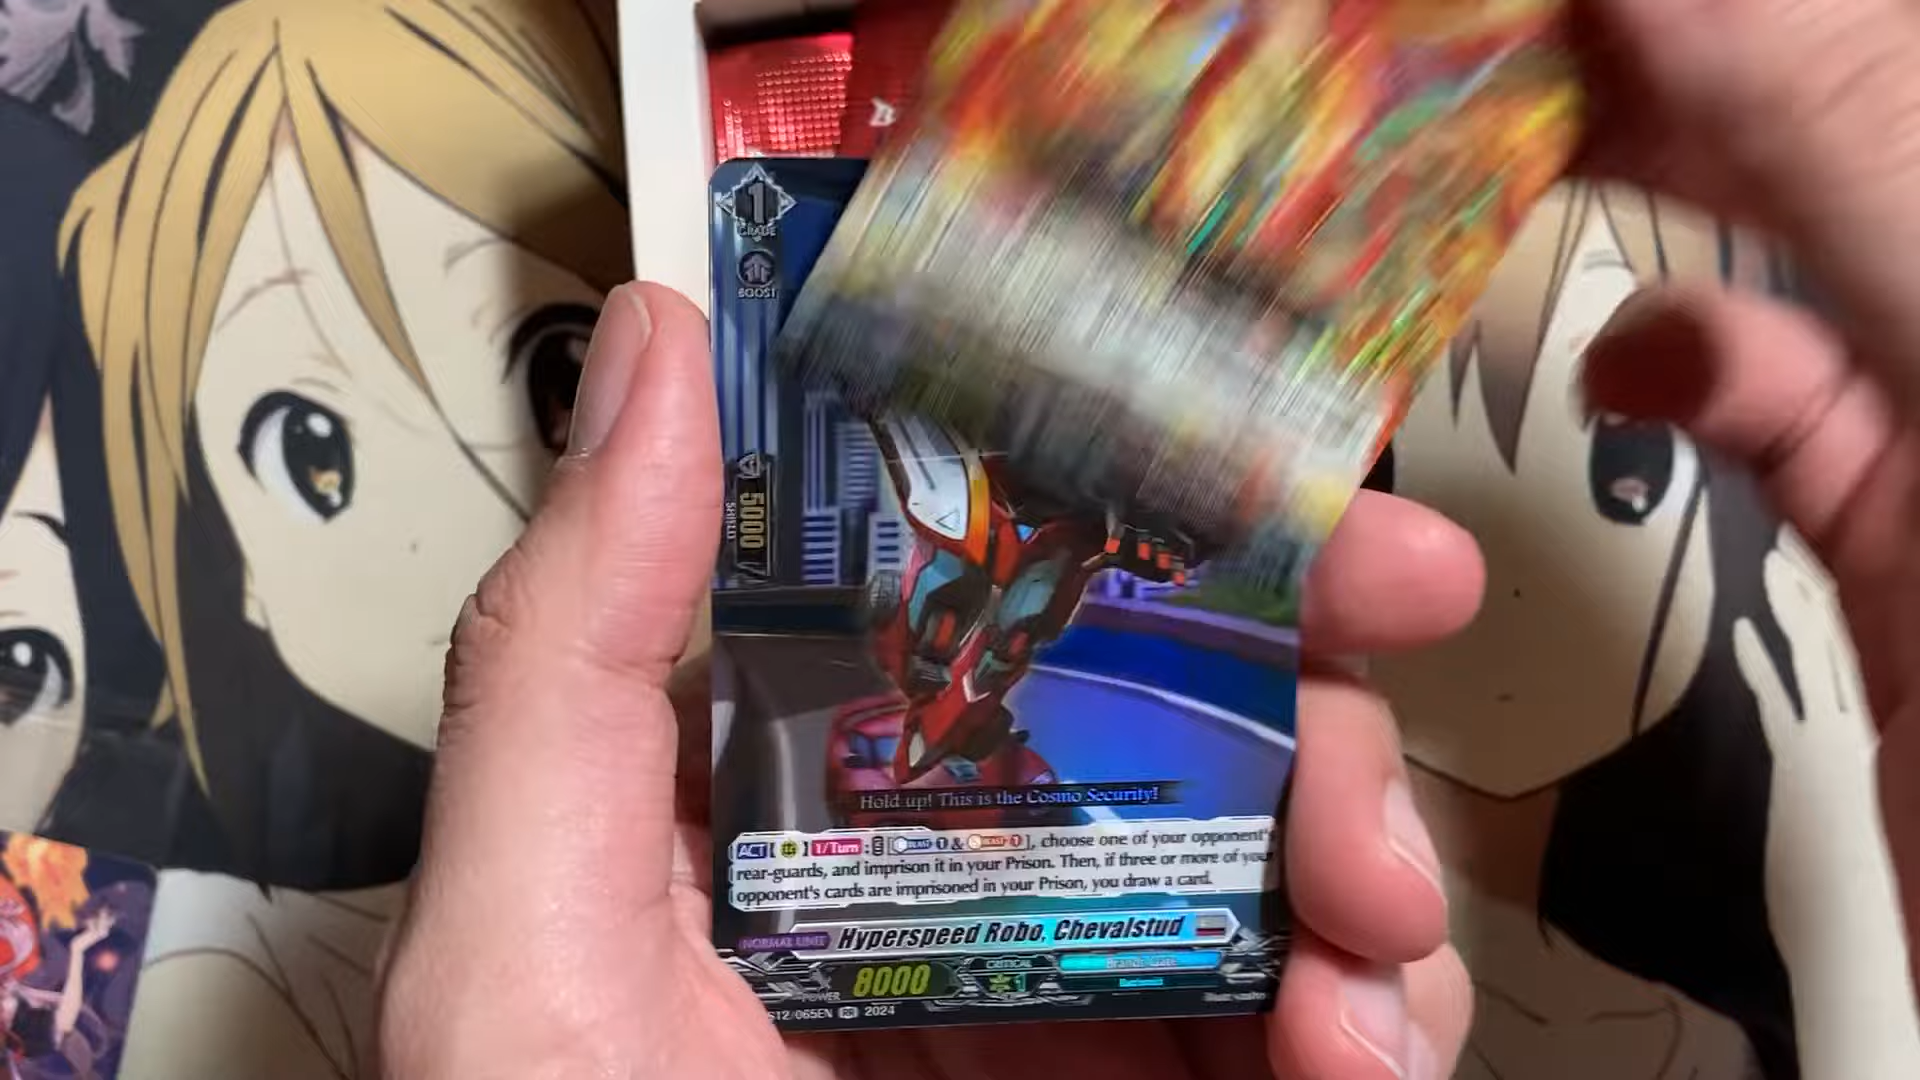 B
1
GRADE
BOOST
5000
SHIELD
Hold up! This is the Cosmo Security!
ACT 1/Turn : [ BLAST 1 & BLAST 1 ], choose one of your opponent's
rear-guards, and imprison it in your Prison. Then, if three or more of your
opponent's cards are imprisoned in your Prison, you draw a card.
NORMAL UNIT Hyperspeed Robo, Chevalstud
POWER 8000 CRITICAL 1 Brandt Gate
S12/065EN RR 2024